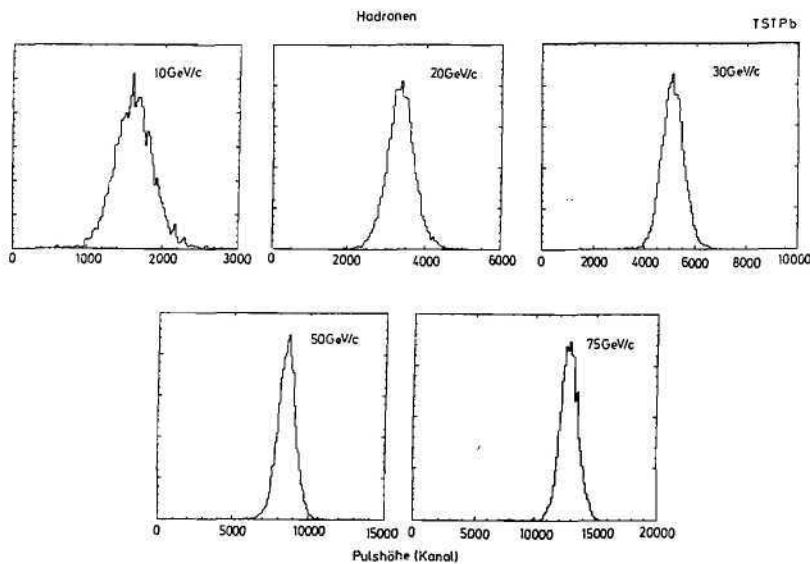 Hadronen
TSTPb
10GeV/c
20GeV/c
30GeV/c
0 1000 2000 3000
0 2000 4000 6000
0 2000 4000 6000 8000 10000
50GeV/c
75GeV/c
0 5000 10000 15000
0 5000 10000 15000 20000
Pulshöhe (Kanal)